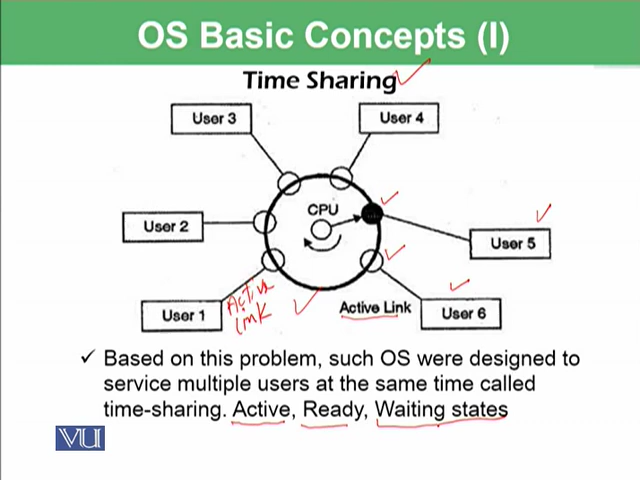 OS Basic Concepts (I)
Time Sharing
User 3
User 4
CPU
User 2
User 5
Active
Link
Active Link
User 1
User 6
✓ Based on this problem, such OS were designed to
service multiple users at the same time called
time-sharing. Active, Ready, Waiting states
VU